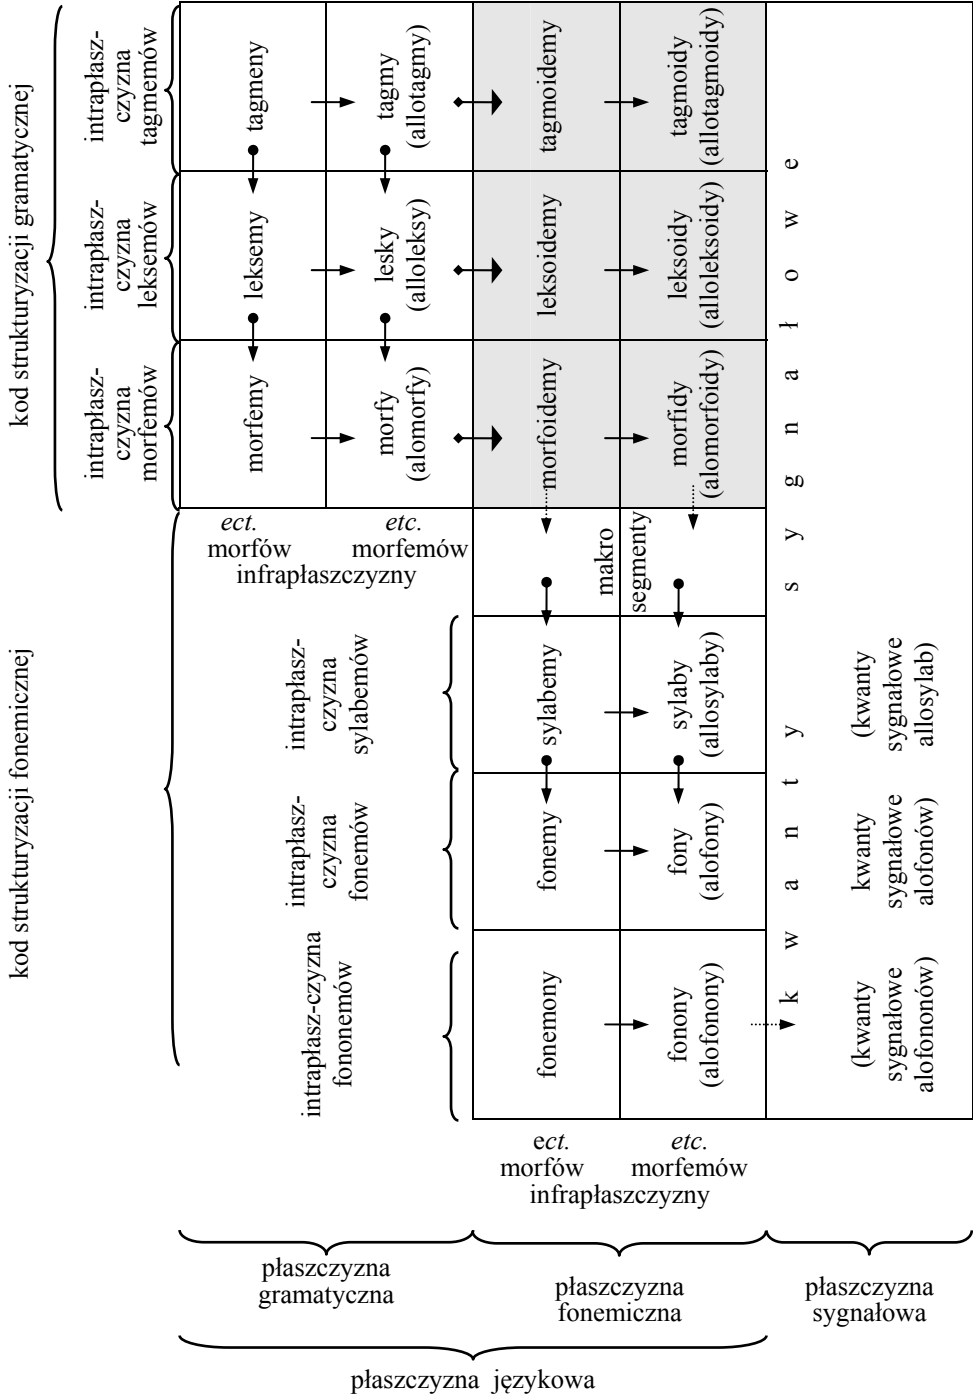 kod strukturyzacji fonemicznej
kod strukturyzacji gramatycznej
intrapłasz-czyzna
fononemów
intrapłasz-
czyzna
fonemów
intrapłasz-
czyzna
sylabemów
intrapłasz-
czyzna
morfemów
intrapłasz-
czyzna
leksemów
intrapłasz-
czyzna
tagmemów
ect.
morfów
etc.
morfemów
infrapłaszczyzny
morfemy
leksemy
tagmeny
morfy
(alomorfy)
lesky
(alloleksy)
tagmy
(allotagmy)
fonemony
fonemy
sylabemy
makro
segmenty
morfoidemy
leksoidemy
tagmoidemy
fonony
(alofonony)
fony
(alofony)
sylaby
(allosylaby)
morfidy
(alomorfoidy)
leksoidy
(alloleksoidy)
tagmoidy
(allotagmoidy)
k w a n t y s y g n a ł o w e
(kwanty
sygnałowe
alofononów)
kwanty
sygnałowe
alofonów)
(kwanty
sygnałowe
allosylab)
ect.
morfów
etc.
morfemów
infrapłaszczyzny
płaszczyzna
gramatyczna
płaszczyzna
fonemiczna
płaszczyzna
sygnałowa
płaszczyzna językowa